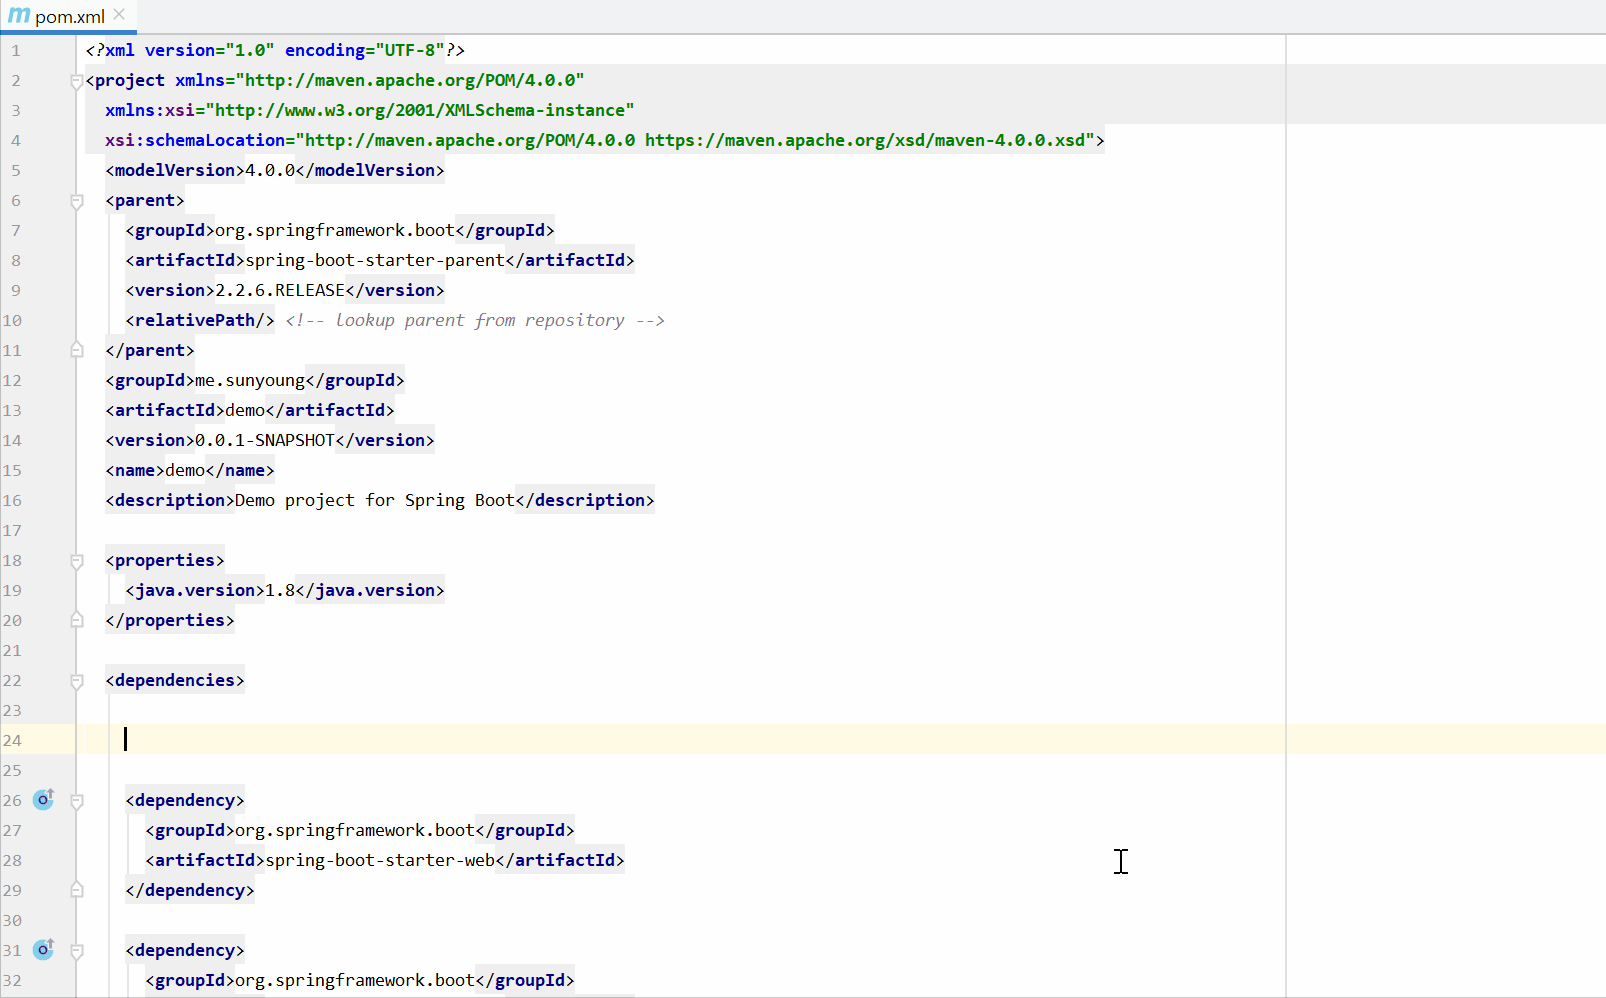 m pom.xml ×
1 <?xml version="1.0" encoding="UTF-8"?>
2 <project xmlns="http://maven.apache.org/POM/4.0.0"
3 xmlns:xsi="http://www.w3.org/2001/XMLSchema-instance"
4 xsi:schemaLocation="http://maven.apache.org/POM/4.0.0 https://maven.apache.org/xsd/maven-4.0.0.xsd">
5 <modelVersion>4.0.0</modelVersion>
6 <parent>
7 <groupId>org.springframework.boot</groupId>
8 <artifactId>spring-boot-starter-parent</artifactId>
9 <version>2.2.6.RELEASE</version>
10 <relativePath/> <!-- lookup parent from repository -->
11 </parent>
12 <groupId>me.sunyoung</groupId>
13 <artifactId>demo</artifactId>
14 <version>0.0.1-SNAPSHOT</version>
15 <name>demo</name>
16 <description>Demo project for Spring Boot</description>
17
18 <properties>
19 <java.version>1.8</java.version>
20 </properties>
21
22 <dependencies>
23
24
25
26 <dependency>
27 <groupId>org.springframework.boot</groupId>
28 <artifactId>spring-boot-starter-web</artifactId>
29 </dependency>
30
31 <dependency>
32 <groupId>org.springframework.boot</groupId>